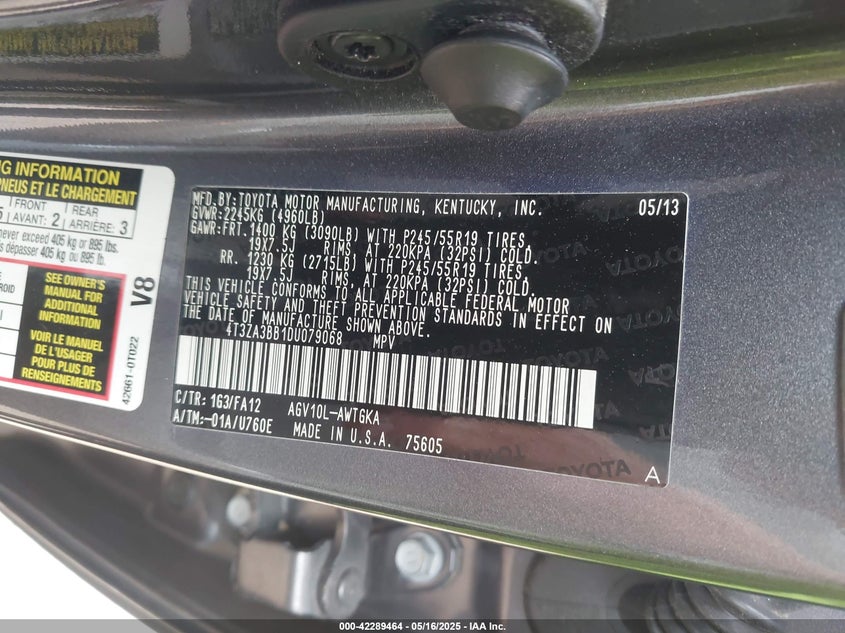 NG INFORMATION
PNEUS ET LE CHARGEMENT
5 FRONT AVANT: 2 REAR ARRIÈRE: 3
never exceed 405 kg or 895 lbs.
dépasser 405 kg ou 895 lb.
SEE OWNER'S
MANUAL FOR
ADDITIONAL
INFORMATION
VOIR LE MANUEL
DE L'USAGER
POUR PLUS DE
RENSEIGNEMENTS
V8
42661-0T022
MFD.BY:TOYOTA MOTOR MANUFACTURING, KENTUCKY, INC. 05/13
GVWR:2245KG (4960LB)
GAWR:FRT. 1400 KG (3090LB) WITH P245/55R19 TIRES,
19X7.5J RIMS, AT 220KPA (32PSI) COLD.
RR. 1230 KG (2715LB) WITH P245/55R19 TIRES,
19X7.5J RIMS, AT 220KPA (32PSI) COLD.
THIS VEHICLE CONFORMS TO ALL APPLICABLE FEDERAL MOTOR
VEHICLE SAFETY AND THEFT PREVENTION STANDARDS IN EFFECT ON
THE DATE OF MANUFACTURE SHOWN ABOVE.
4T3ZA3BB1DU079068 MPV
C/TR: 1G3/FA12 AGV10L-AWTGKA
A/TM:-01A/U760E MADE IN U.S.A. 75605
A
000-42289464 - 05/16/2025 - IAA Inc.